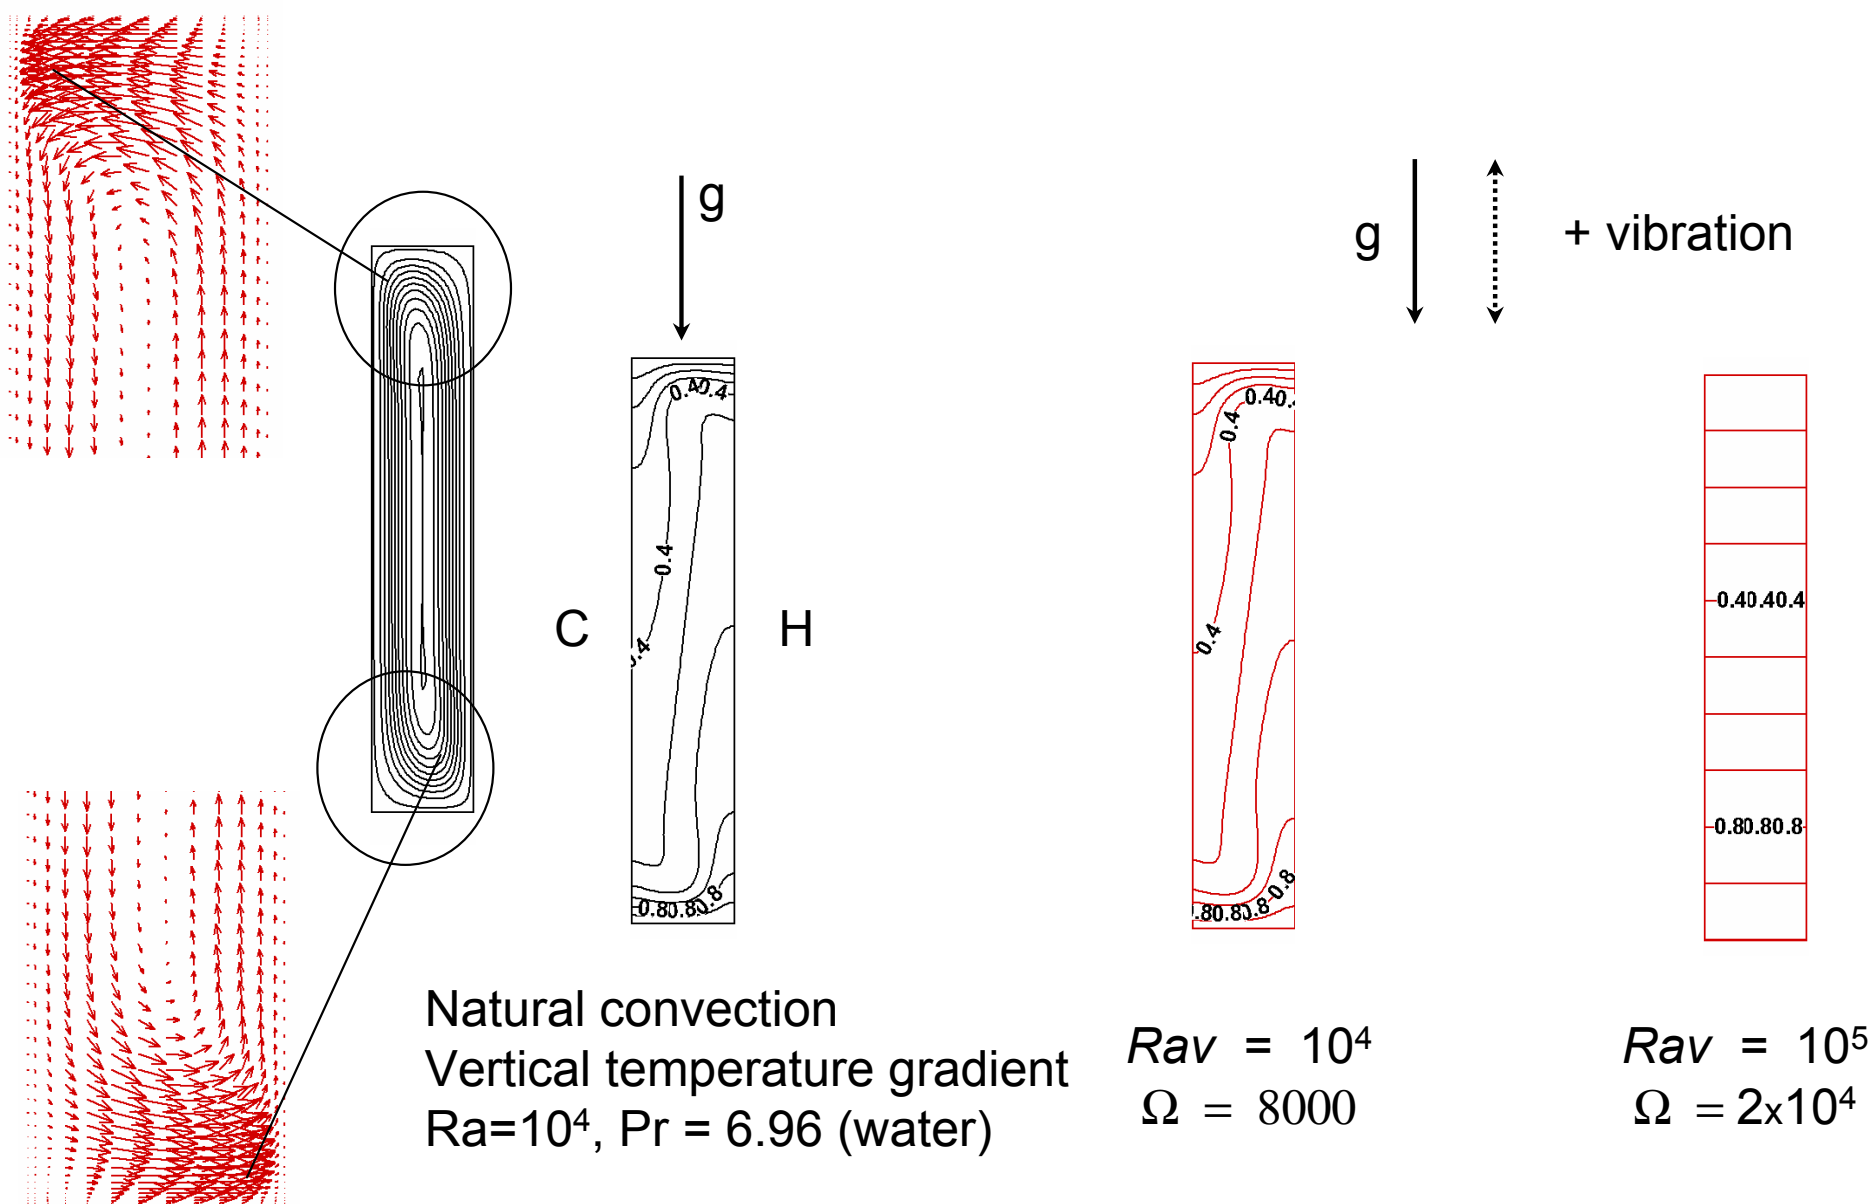 g
g
+ vibration
0.40.4
0.4
0.4
C
H
0.80.80.8
0.40.
0.4
0.4
.80.80.8-0.8
0.40.40.4
0.80.80.8
Natural convection
Vertical temperature gradient
Ra=10⁴, Pr = 6.96 (water)
Rav = 10⁴
Ω = 8000
Rav = 10⁵
Ω = 2x10⁴